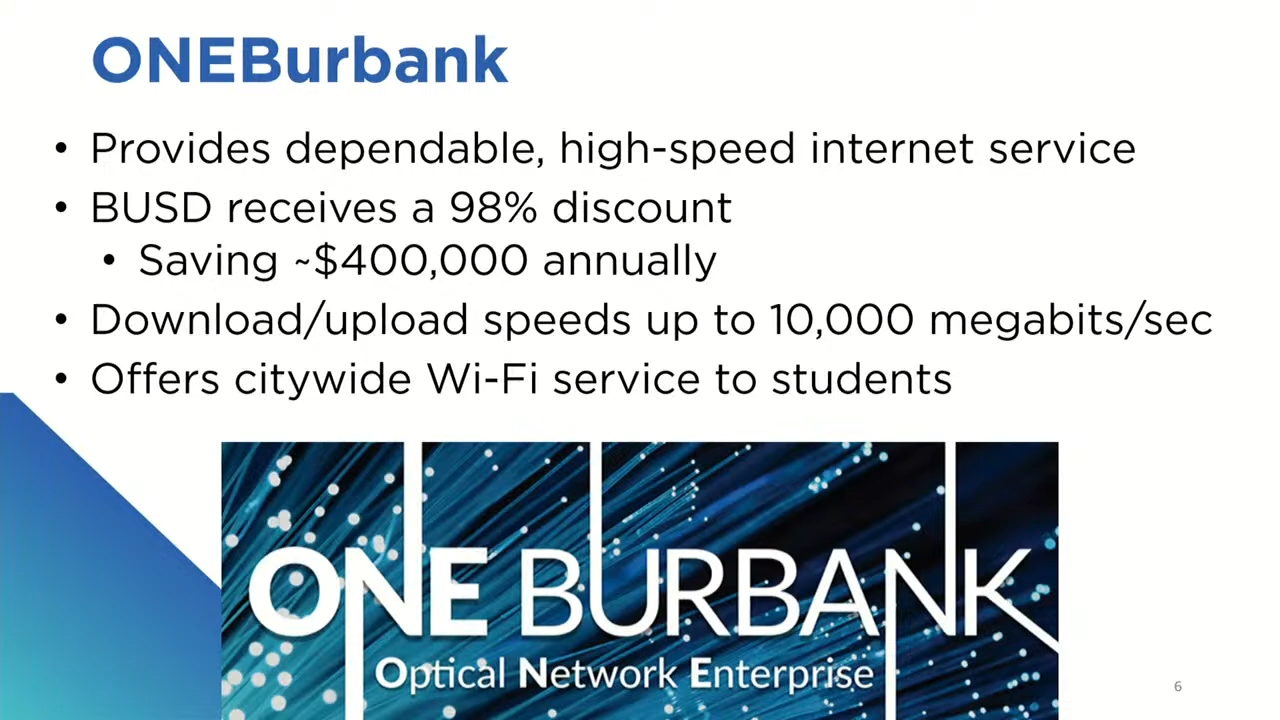 ONEBurbank
• Provides dependable, high-speed internet service
• BUSD receives a 98% discount
• Saving ~$400,000 annually
• Download/upload speeds up to 10,000 megabits/sec
• Offers citywide Wi-Fi service to students
ONE BURBANK
Optical Network Enterprise
6